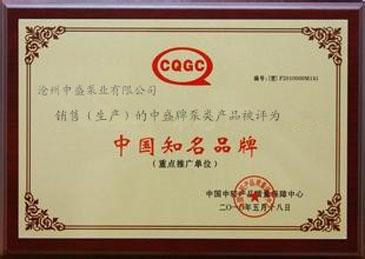 CQGC
沧州中盛泵业有限公司
销售（生产）的中盛牌泵类产品被评为
中国知名品牌
（重点推广单位）
中国中轻产品质量保障中心
二〇一〇年五月十八日